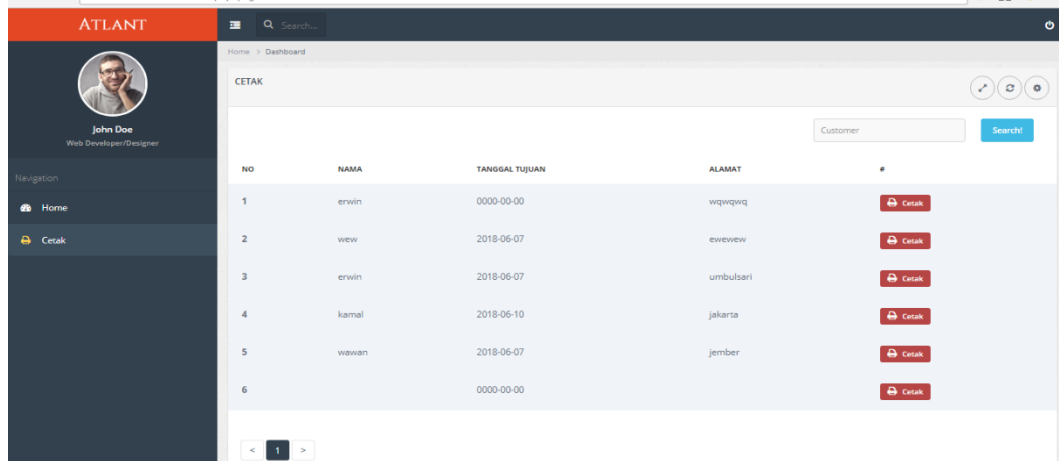 ATLANT
Search...
Home > Dashboard
John Doe
Web Developer/Designer
Navigation
Home
Cetak
CETAK
Customer Search!
NO NAMA TANGGAL TUJUAN ALAMAT #
1 erwin 0000-00-00 wqwqwq Cetak
2 wew 2018-06-07 ewewew Cetak
3 erwin 2018-06-07 umbulsari Cetak
4 kamal 2018-06-10 jakarta Cetak
5 wawan 2018-06-07 jember Cetak
6 0000-00-00 Cetak
< 1 >